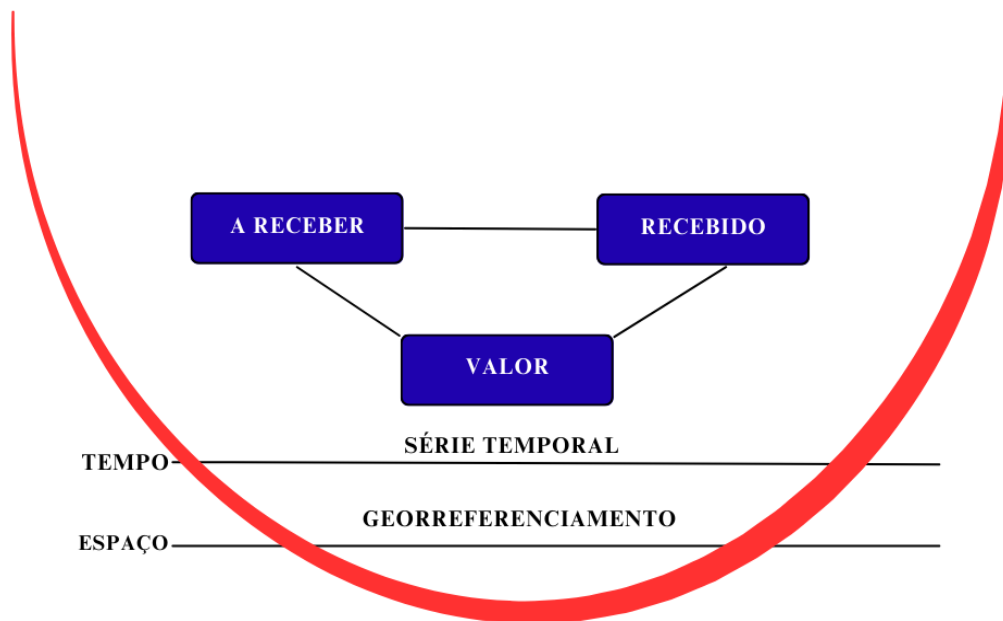 A RECEBER
RECEBIDO
VALOR
SÉRIE TEMPORAL
TEMPO
GEORREFERENCIAMENTO
ESPAÇO